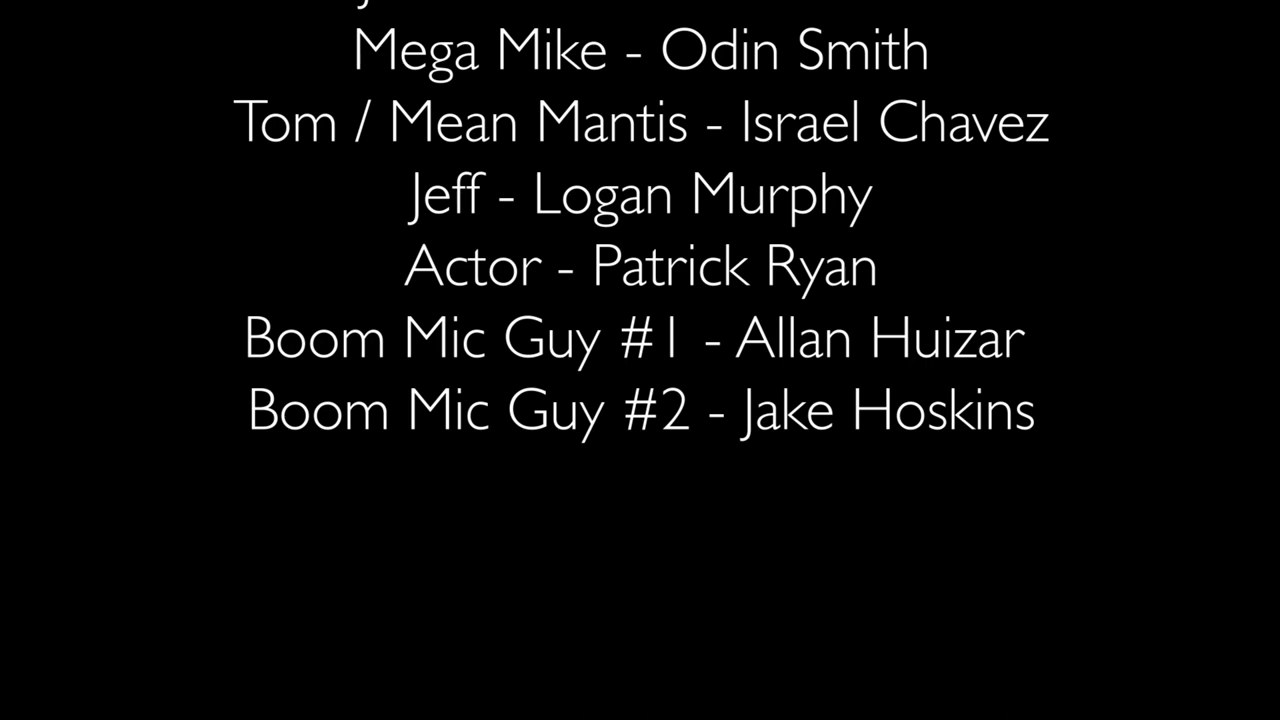 Mega Mike - Odin Smith
Tom / Mean Mantis - Israel Chavez
Jeff - Logan Murphy
Actor - Patrick Ryan
Boom Mic Guy #1 - Allan Huizar
Boom Mic Guy #2 - Jake Hoskins